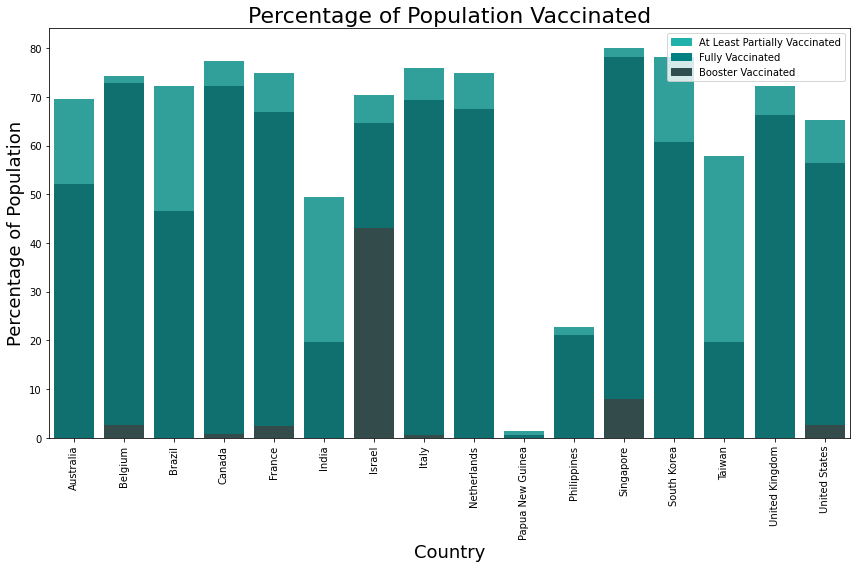 Percentage of Population Vaccinated
At Least Partially Vaccinated
Fully Vaccinated
Booster Vaccinated
Percentage of Population
80
70
60
50
40
30
20
10
0
Australia
Belgium
Brazil
Canada
France
India
Israel
Italy
Netherlands
Papua New Guinea
Philippines
Singapore
South Korea
Taiwan
United Kingdom
United States
Country